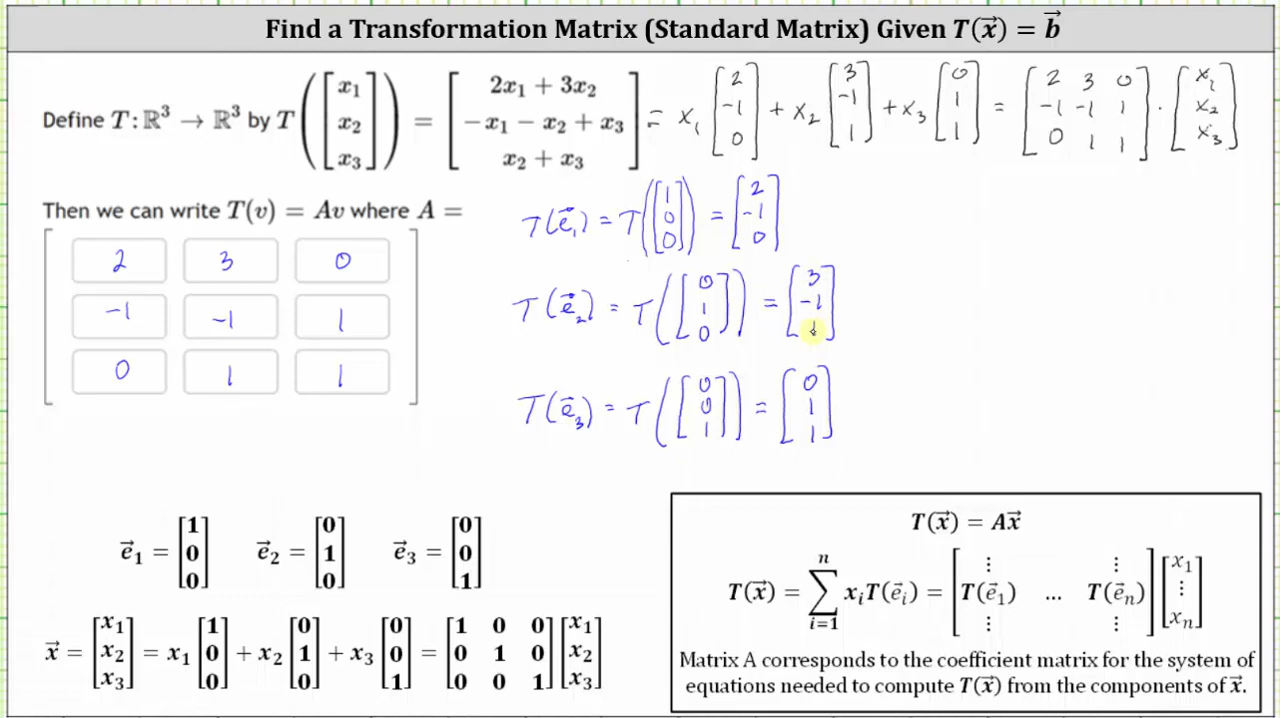 Find a Transformation Matrix (Standard Matrix) Given T(x⃗) = b⃗
Define T: ℝ³ → ℝ³ by T([x₁ x₂ x₃]) = [2x₁ + 3x₂ −x₁ − x₂ + x₃ x₂ + x₃] = x₁ [2 -1 0] + x₂ [3 -1 1] + x₃ [0 1 1] = [2 3 0 -1 -1 1 0 1 1] · [x₁ x₂ x₃]
Then we can write T(v) = Av where A =
2 3 0
-1 -1 1
0 1 1
T(e⃗₁) = T([1 0 0]) = [2 -1 0]
T(e⃗₂) = T([0 1 0]) = [3 -1 1]
T(e⃗₃) = T([0 0 1]) = [0 1 1]
e⃗₁ = [1 0 0] e⃗₂ = [0 1 0] e⃗₃ = [0 0 1]
x⃗ = [x₁ x₂ x₃] = x₁ [1 0 0] + x₂ [0 1 0] + x₃ [0 0 1] = [1 0 0 0 1 0 0 0 1] [x₁ x₂ x₃]
T(x⃗) = Ax⃗
T(x⃗) = ∑ⁿᵢ₌₁ xᵢT(e⃗ᵢ) = [⋮ T(e⃗₁) ⋮ … ⋮ T(e⃗ₙ) ⋮] [x₁ ⋮ xₙ]
Matrix A corresponds to the coefficient matrix for the system of
equations needed to compute T(x⃗) from the components of x⃗.